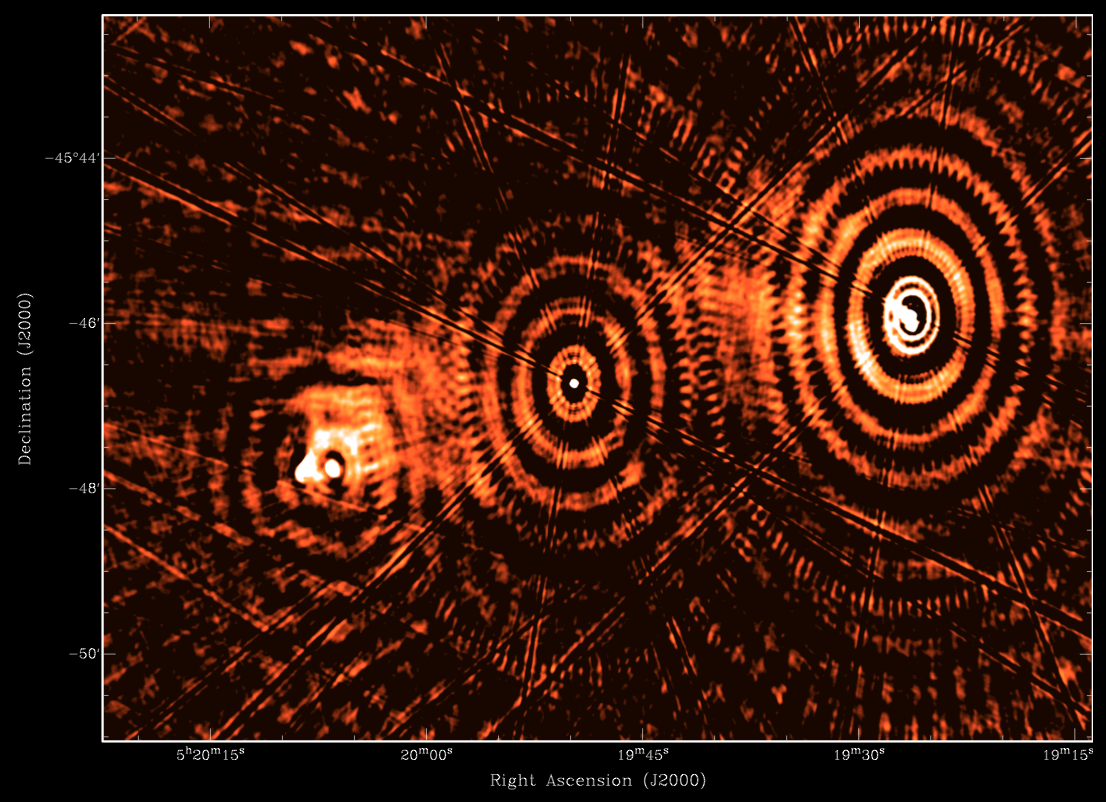 Declination (J2000)
−45°44′
−46′
−48′
−50′
5ʰ20ᵐ15ˢ 20ᵐ00ˢ 19ᵐ45ˢ 19ᵐ30ˢ 19ᵐ15ˢ
Right Ascension (J2000)